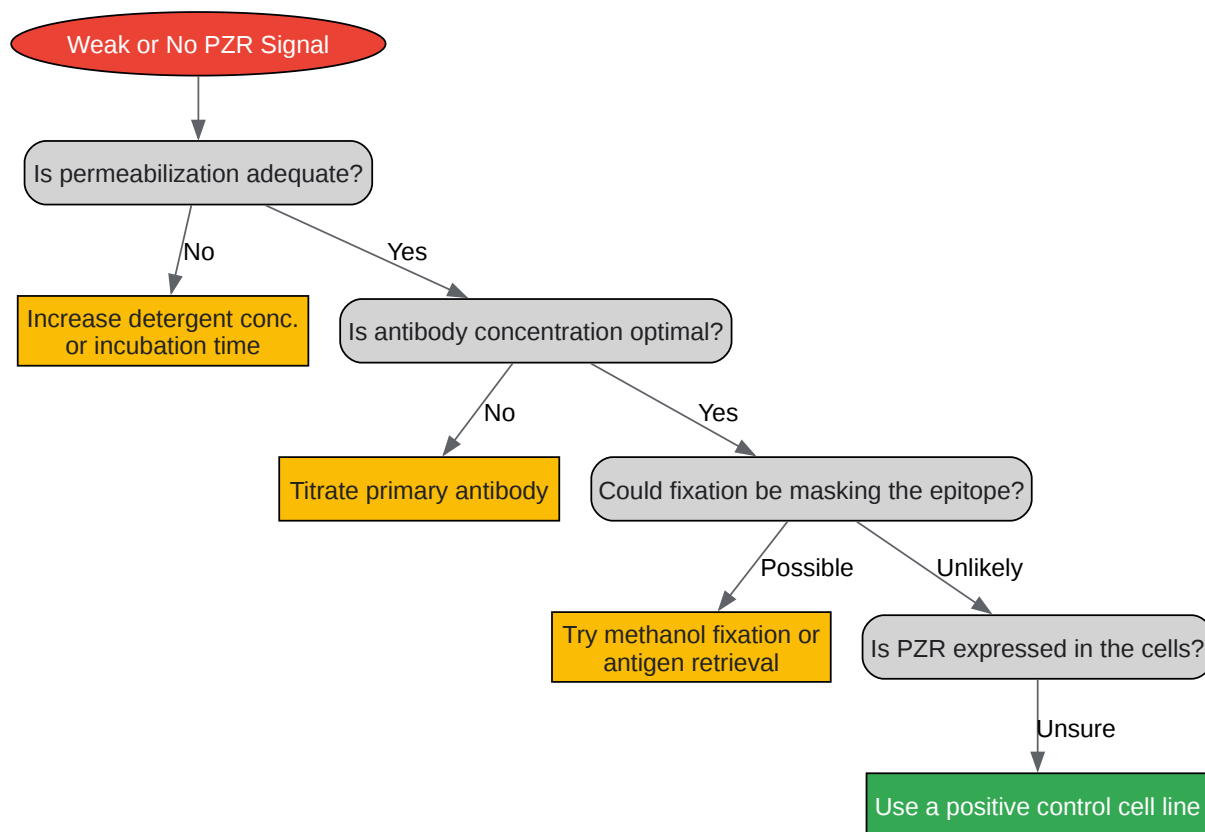 Weak or No PZR Signal
Is permeabilization adequate?
No
Yes
Increase detergent conc.
or incubation time
Is antibody concentration optimal?
No
Yes
Titrate primary antibody
Could fixation be masking the epitope?
Possible
Unlikely
Try methanol fixation or
antigen retrieval
Is PZR expressed in the cells?
Unsure
Use a positive control cell line